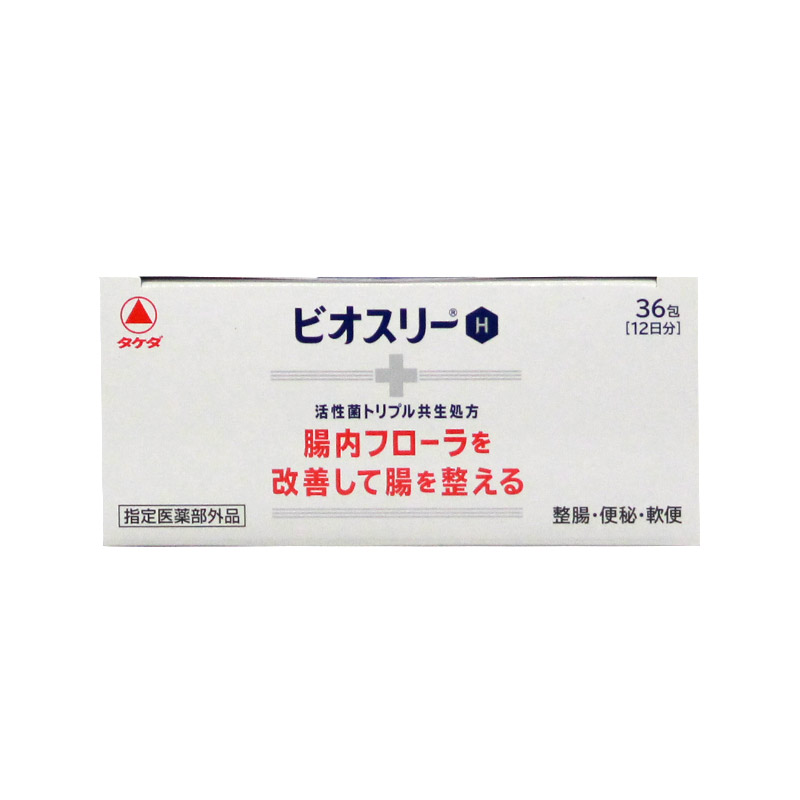 タケダ
ビオスリー® H
36包
[12日分]
活性菌トリプル共生処方
腸内フローラを
改善して腸を整える
指定医薬部外品
整腸・便秘・軟便